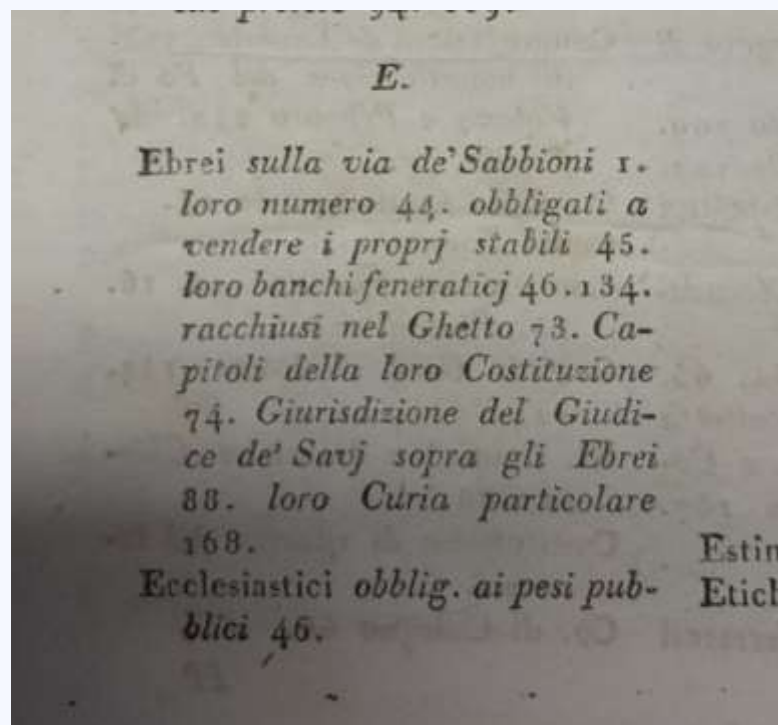 E.
Ebrei sulla via de' Sabbioni 1.
loro numero 44. obbligati a
vendere i proprj stabili 45.
loro banchi feneraticj 46. 134.
racchiusi nel Ghetto 73. Ca-
pitoli della loro Costituzione
74. Giurisdizione del Giudi-
ce de' Savj sopra gli Ebrei
88. loro Curia particolare
168.
Ecclesiastici obblig. ai pesi pub-
blici 46.
Estim
Etich